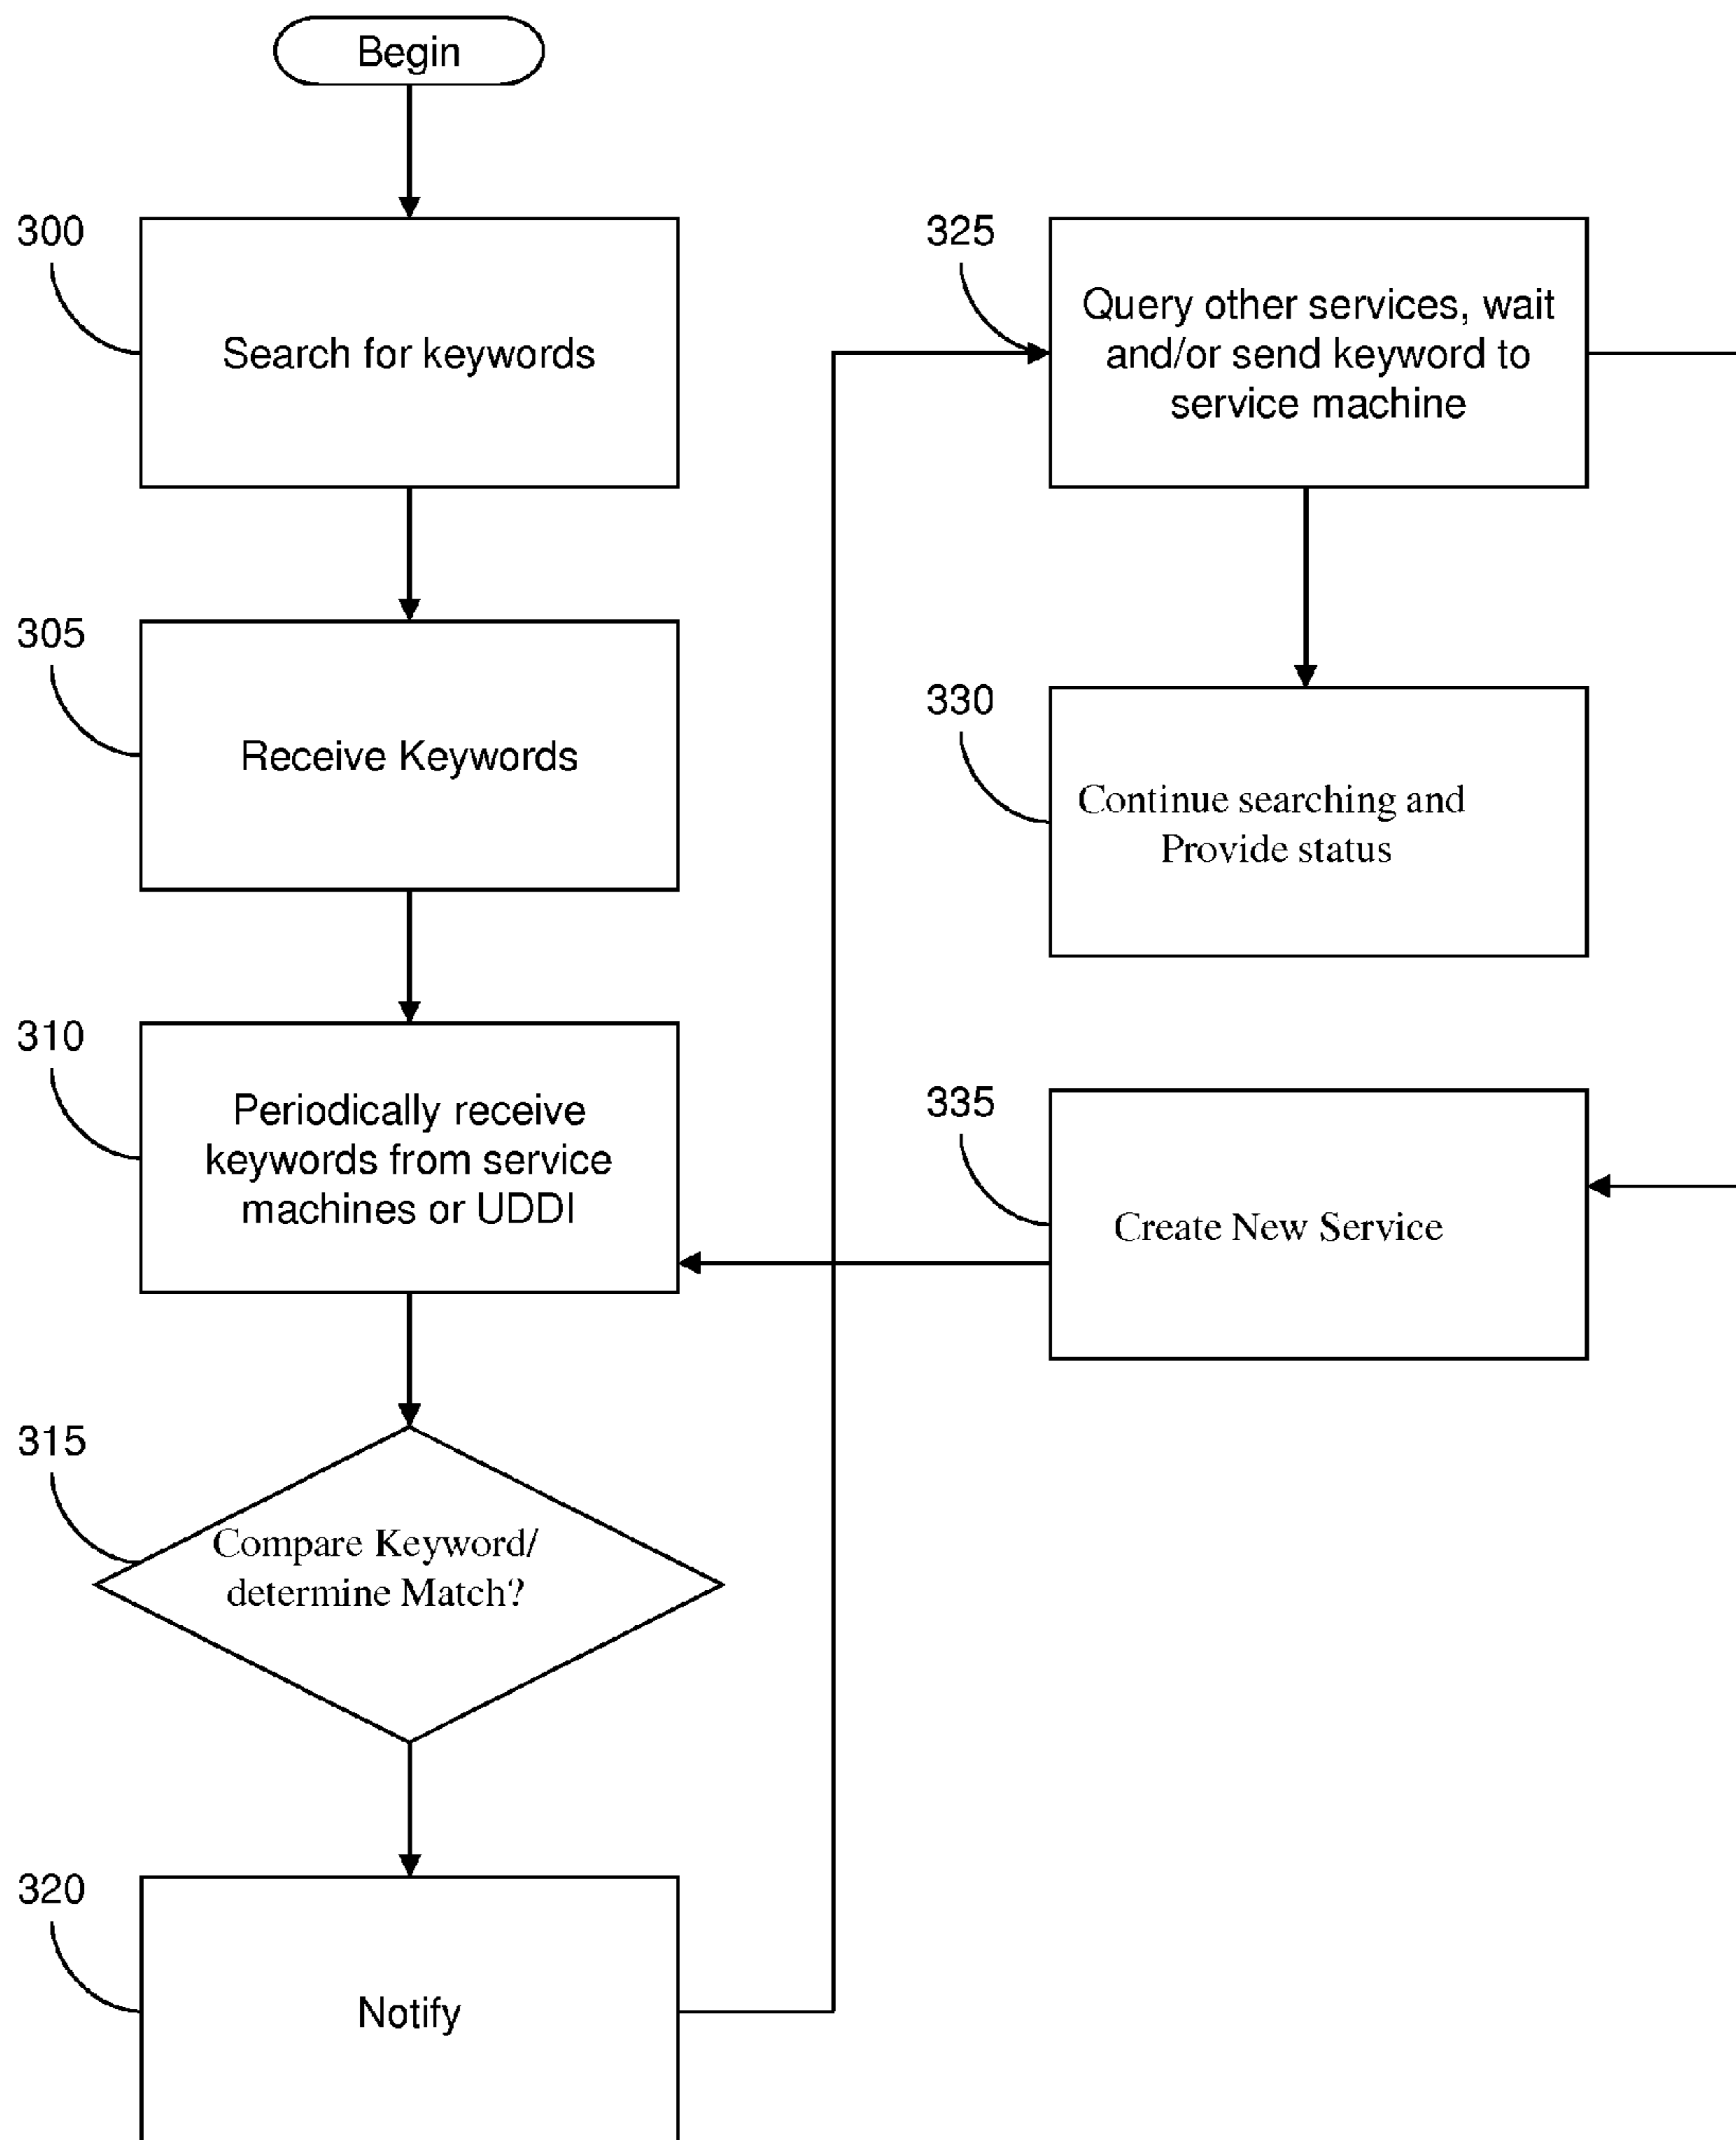 Begin
300
Search for keywords
305
Receive Keywords
310
Periodically receive
keywords from service
machines or UDDI
315
Compare Keyword/
determine Match?
320
Notify
325
Query other services, wait
and/or send keyword to
service machine
330
Continue searching and
Provide status
335
Create New Service